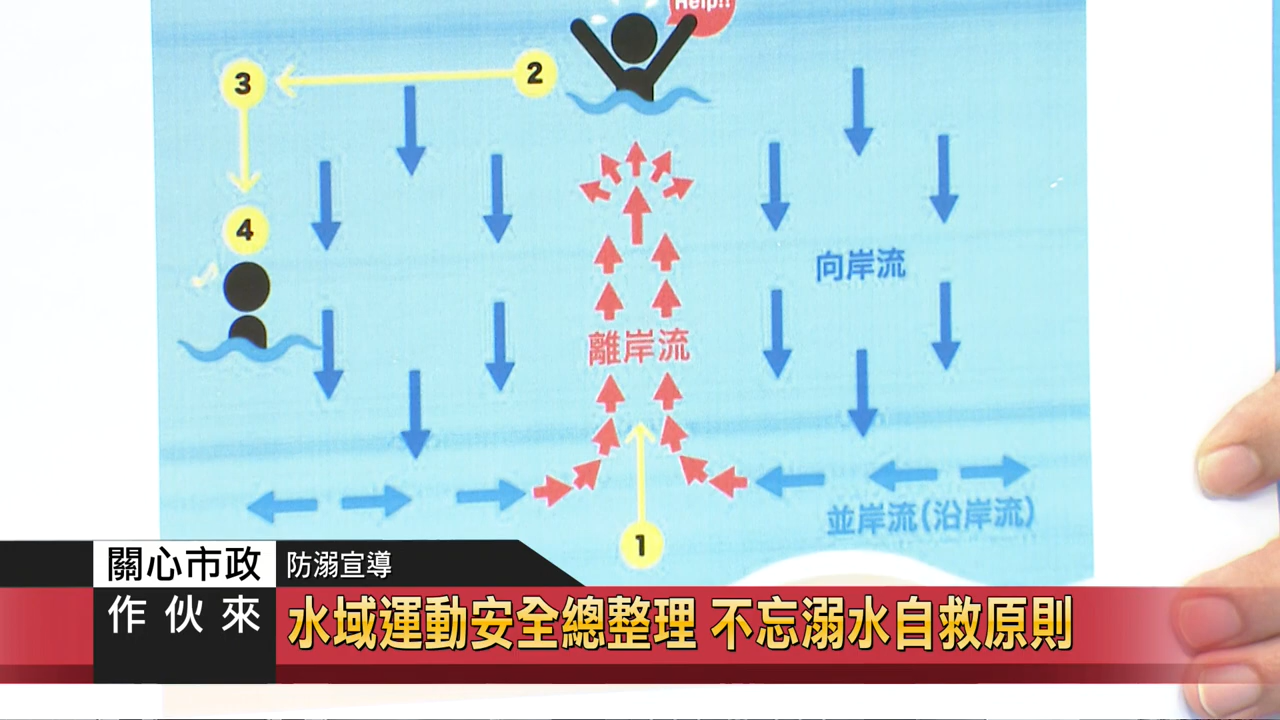 Help!!
3
2
4
向岸流
離岸流
並岸流(沿岸流)
1
關心市政
防溺宣導
作伙來
水域運動安全總整理 不忘溺水自救原則